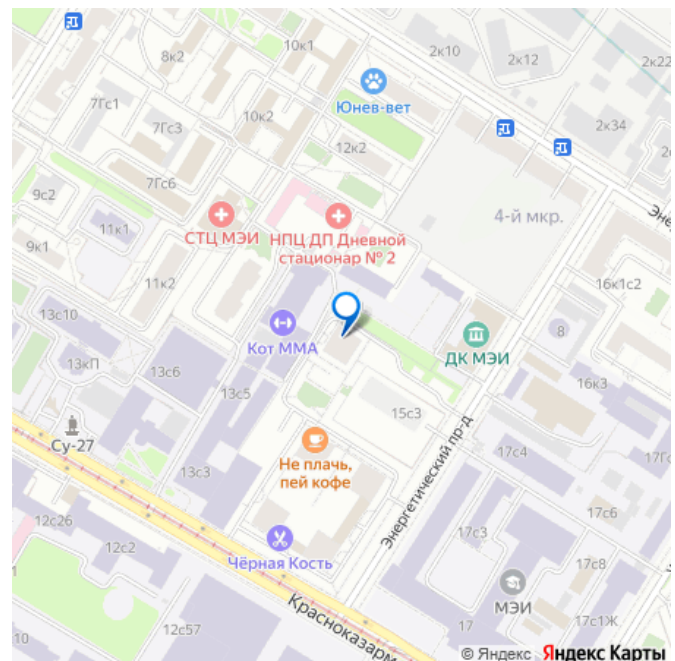 10к1
8к2
2к10
2к12
2к22
Юнев-вет
7Гс1
7Гс3
10к2
12к2
2к34
7Гс6
9с2
11к1
СТЦ МЭИ
НПЦ ДП Дневной
стационар № 2
4-й мкр.
9к1
11к2
16к1с2
13с10
Кот ММА
8
ДК МЭИ
13кП
13с6
16к3
13с5
15с3
Су-27
Не плачь,
пей кофе
Энергетический пр-д
17с4
13с3
17с6
12с26
12с2
Чёрная Кость
17с3
17с8
МЭИ
Красноказарм
17с1Ж
10
12с57
17
© Яндекс Яндекс Карты